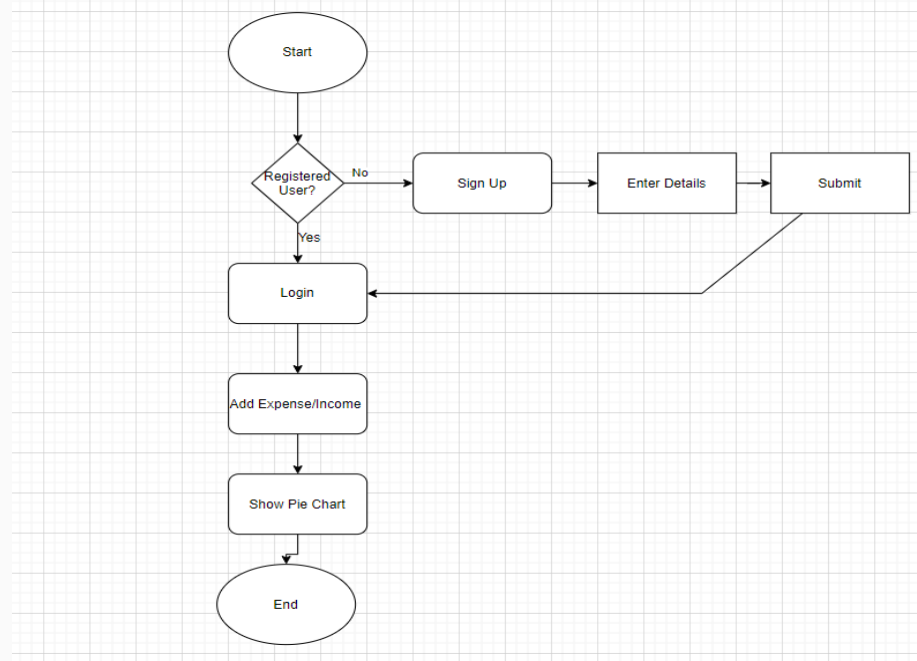 Start
Registered
User?
No
Sign Up
Enter Details
Submit
Yes
Login
Add Expense/Income
Show Pie Chart
End